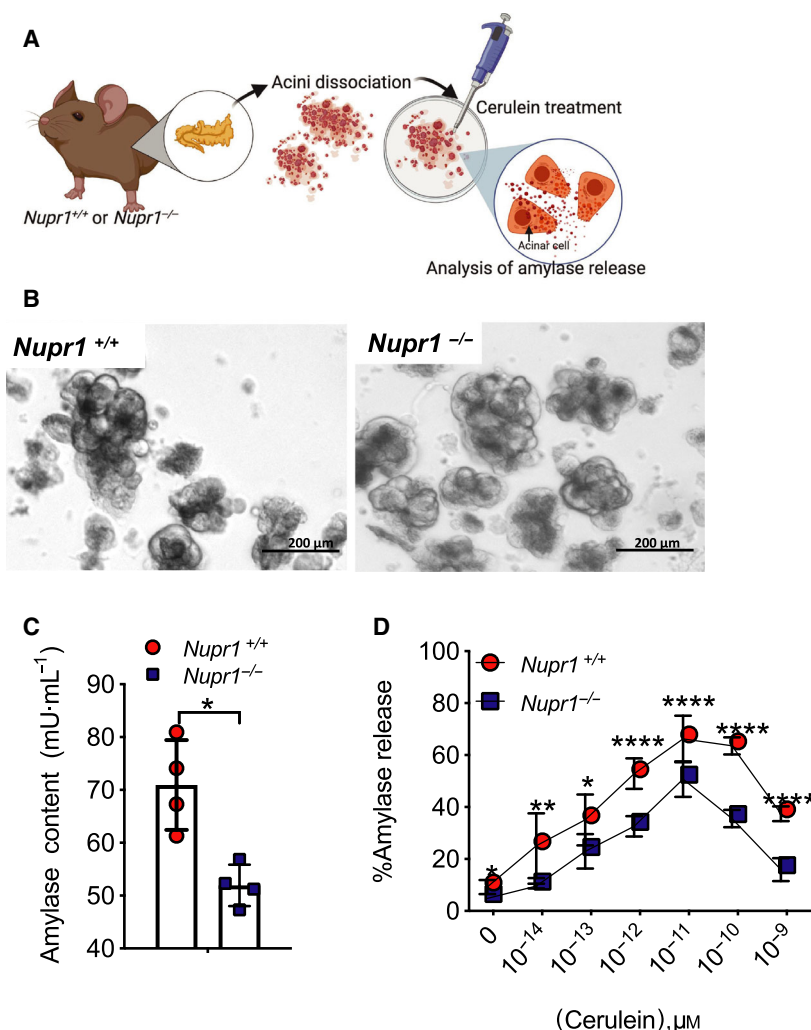 A
Acini dissociation
Cerulein treatment
Nupr1+/+ or Nupr1–/–
Acinar cell
Analysis of amylase release
B
Nupr1 +/+
Nupr1 –/–
200 µm
200 µm
C
Nupr1 +/+
Nupr1–/–
Amylase content (mU·mL–1)
90
80
70
60
50
40
*
D
Nupr1 +/+
Nupr1–/–
%Amylase release
100
80
60
40
20
0
*
**
*
****
****
****
****
0
10–14
10–13
10–12
10–11
10–10
10–9
(Cerulein),µM